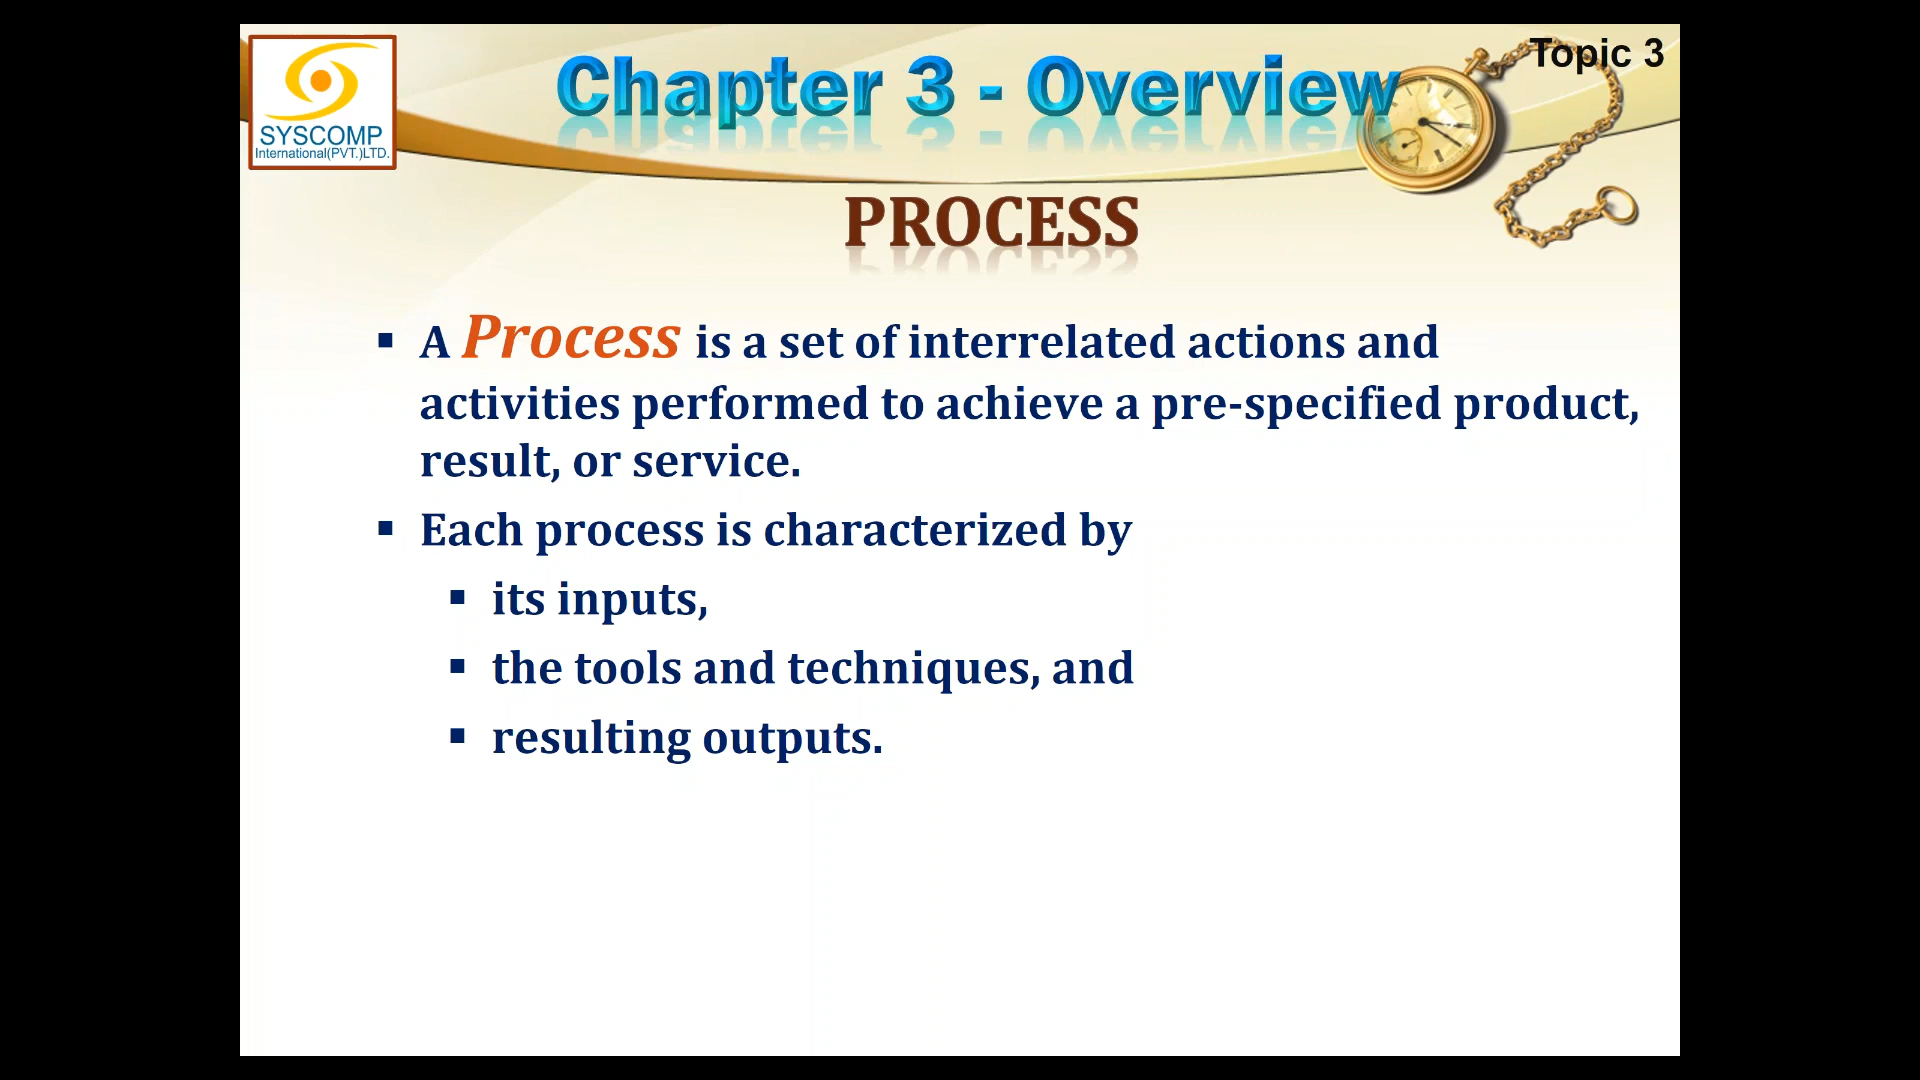 SYSCOMP
International(PVT.)LTD.
Chapter 3 - Overview
Topic 3
PROCESS
▪ A Process is a set of interrelated actions and
activities performed to achieve a pre-specified product,
result, or service.
▪ Each process is characterized by
▪ its inputs,
▪ the tools and techniques, and
▪ resulting outputs.